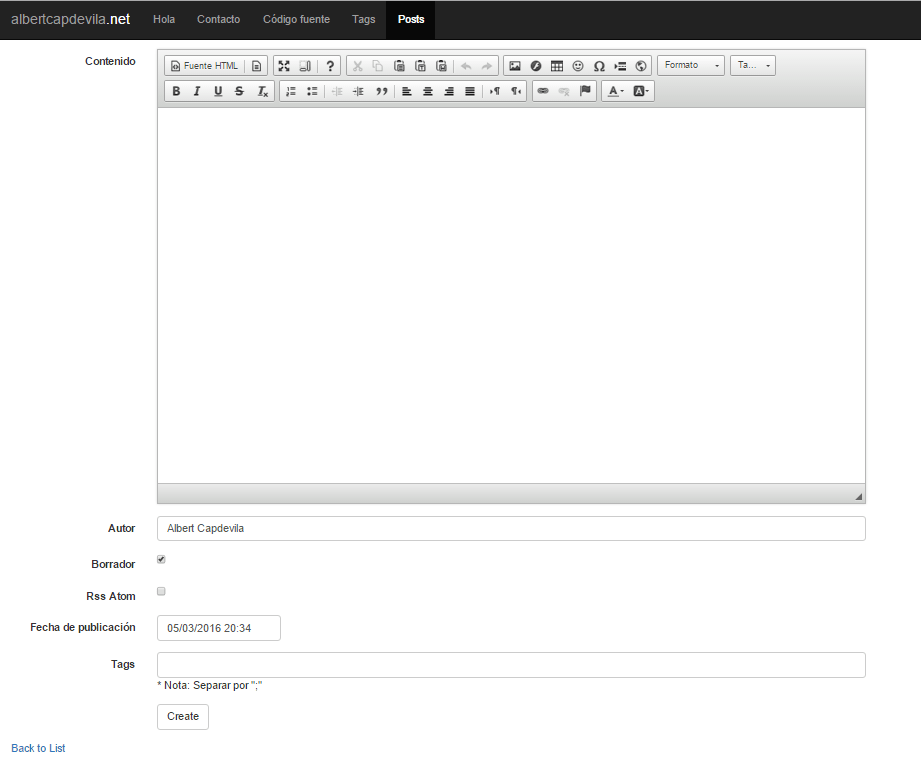 albertcapdevila.net Hola Contacto Código fuente Tags Posts
Contenido
Fuente HTML ? Ω Formato Ta...
B I U S Tx A A
Autor Albert Capdevila
Borrador
Rss Atom
Fecha de publicación 05/03/2016 20:34
Tags
* Nota: Separar por ";"
Create
Back to List